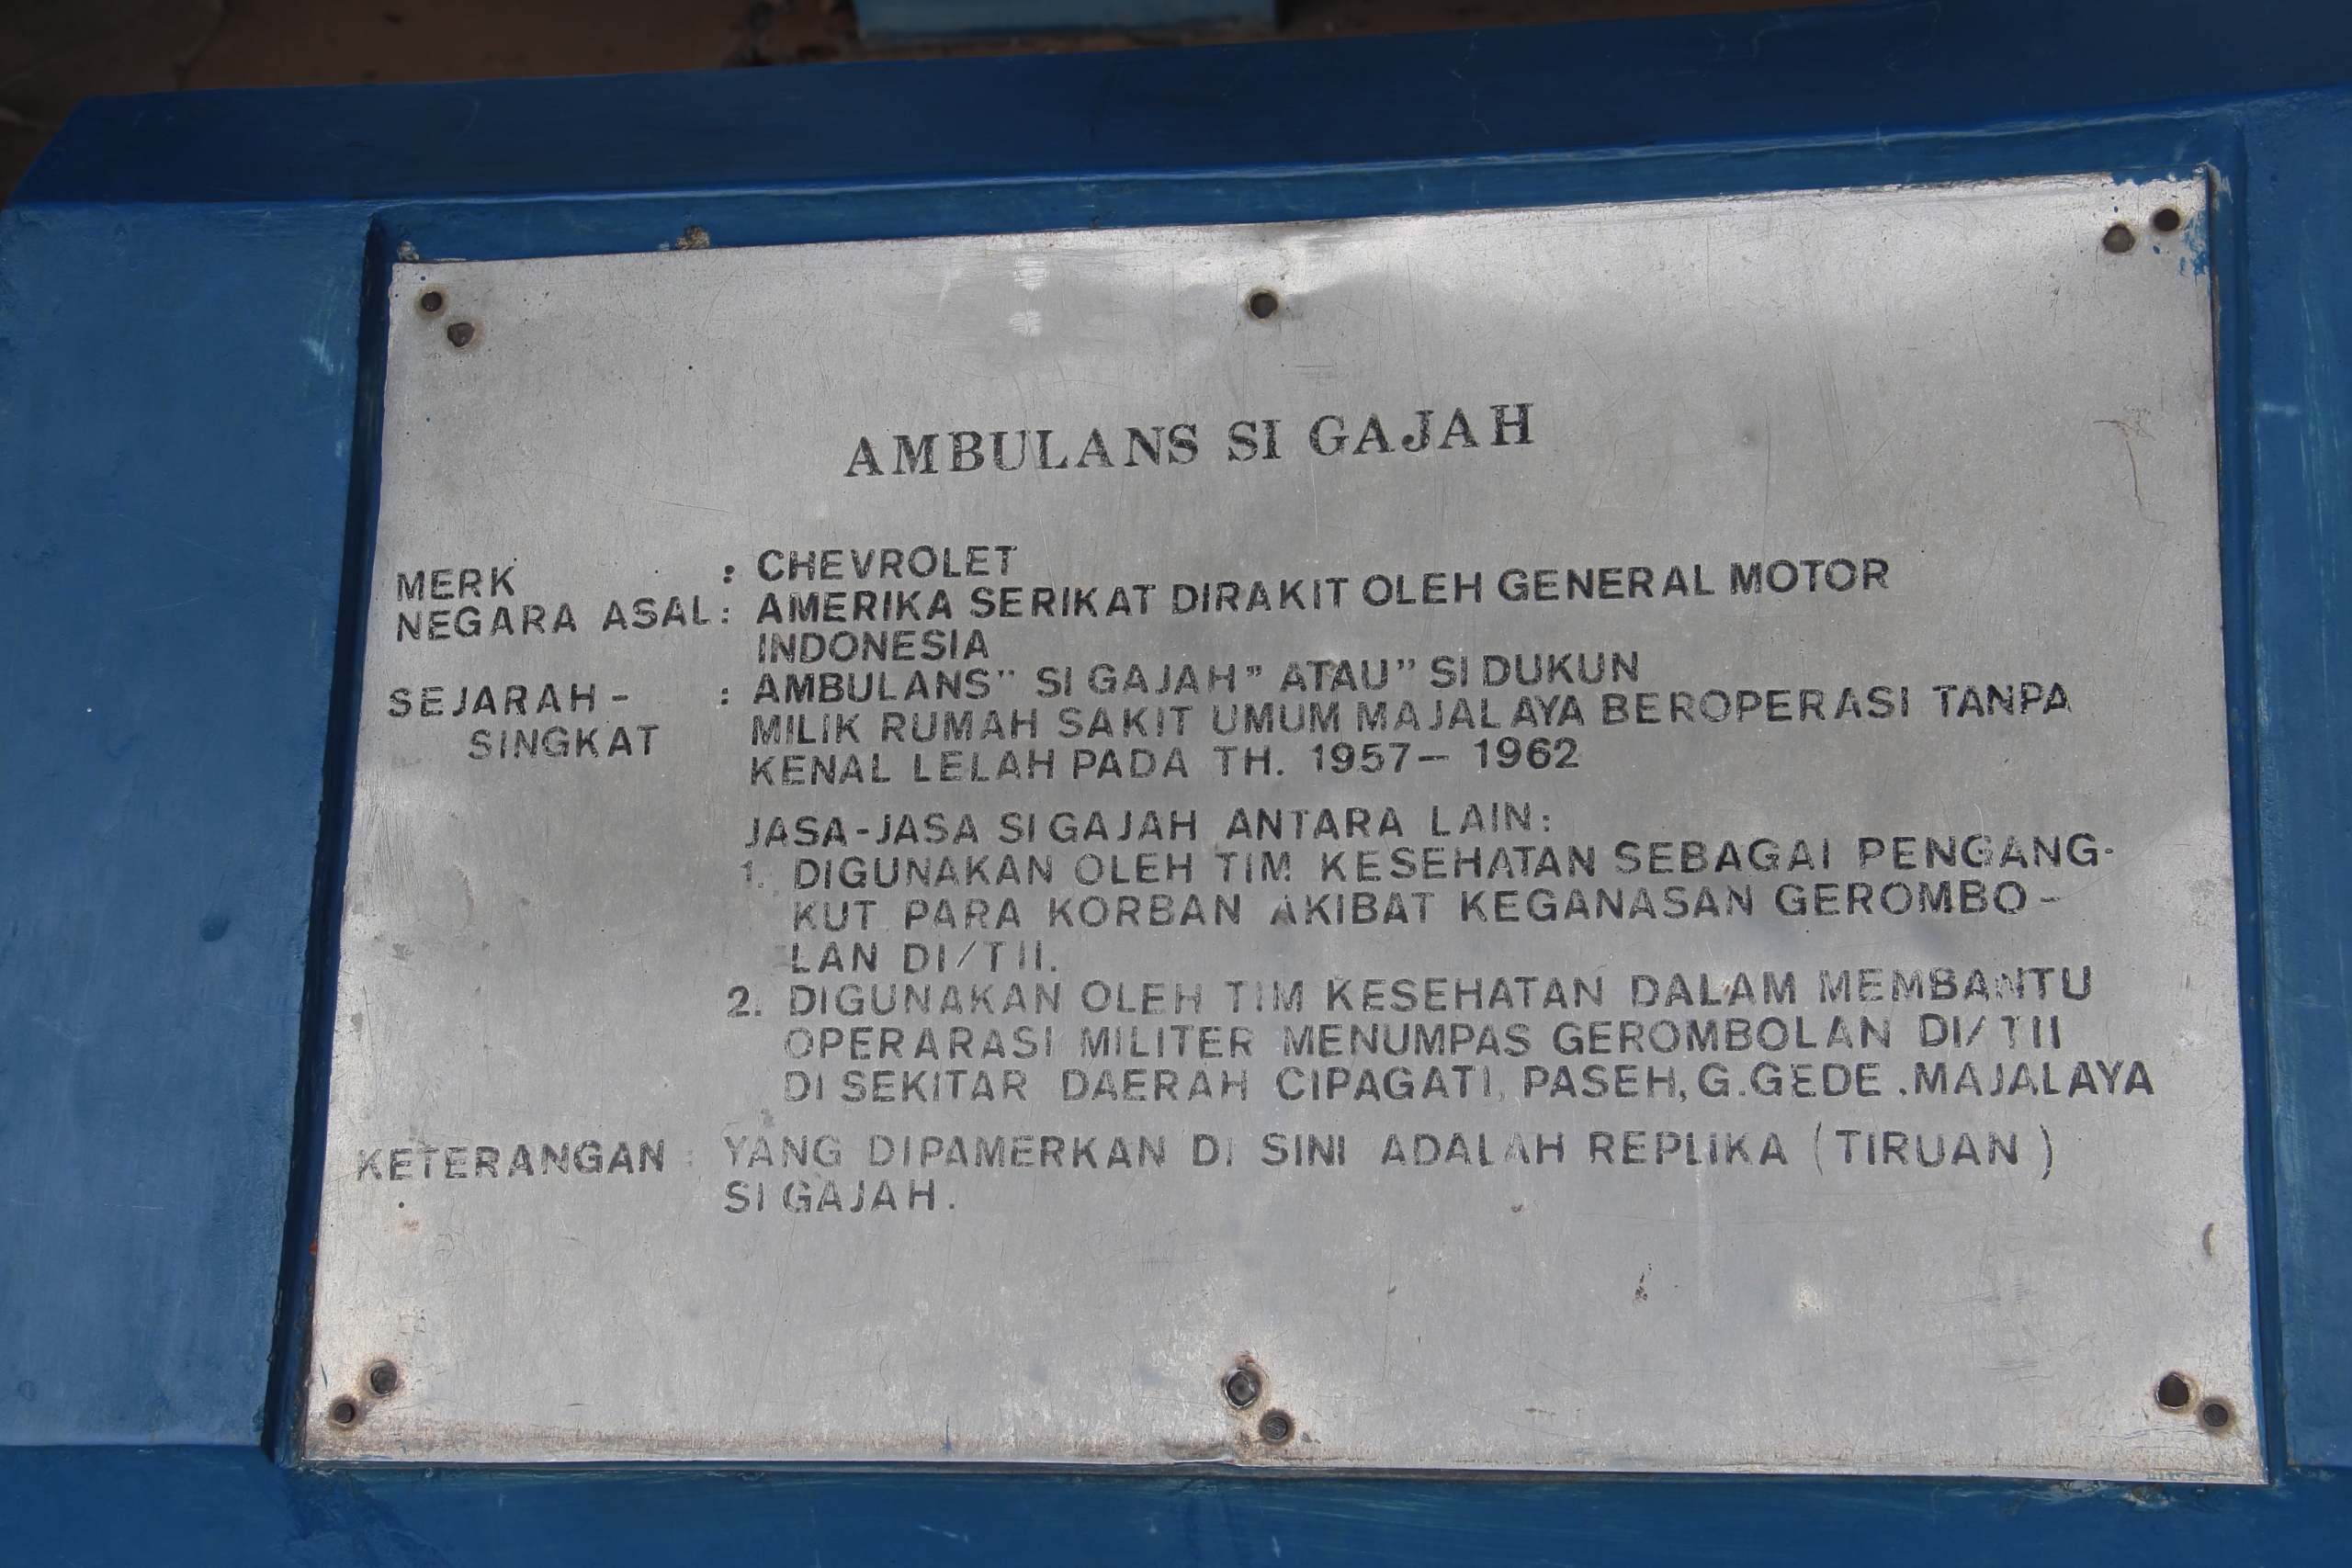 AMBULANS SI GAJAH
MERK : CHEVROLET
NEGARA ASAL : AMERIKA SERIKAT DIRAKIT OLEH GENERAL MOTOR
INDONESIA
SEJARAH - : AMBULANS" SI GAJAH" ATAU" SI DUKUN
SINGKAT MILIK RUMAH SAKIT UMUM MAJALAYA BEROPERASI TANPA
KENAL LELAH PADA TH. 1957 – 1962
JASA-JASA SI GAJAH ANTARA LAIN:
1. DIGUNAKAN OLEH TIM KESEHATAN SEBAGAI PENGANG-
KUT PARA KORBAN AKIBAT KEGANASAN GEROMBO-
LAN DI/TII.
2. DIGUNAKAN OLEH TIM KESEHATAN DALAM MEMBANTU
OPERARASI MILITER MENUMPAS GEROMBOLAN DI/TII
DI SEKITAR DAERAH CIPAGATI, PASEH, G.GEDE, MAJALAYA
KETERANGAN : YANG DIPAMERKAN DI SINI ADALAH REPLIKA (TIRUAN)
SI GAJAH.